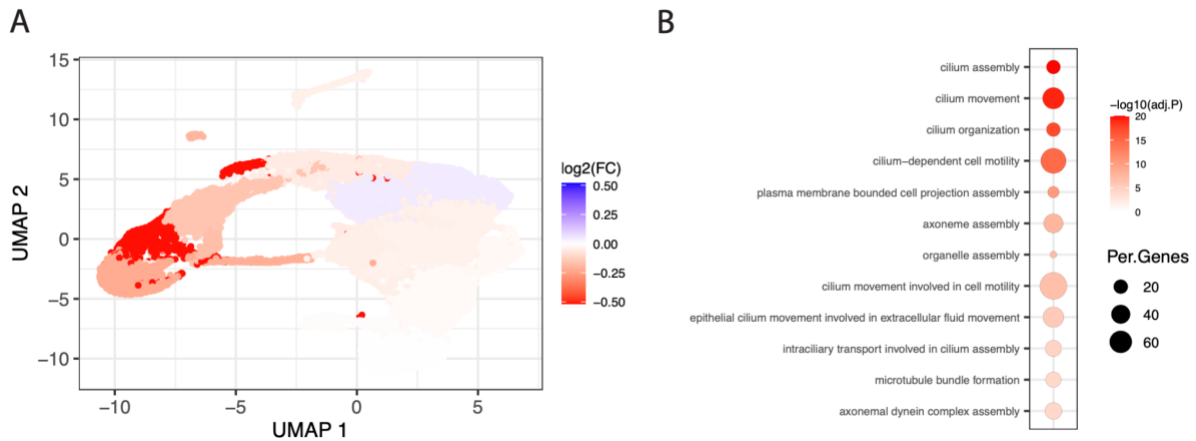 A
15
10
5
0
−5
−10
UMAP 2
−10
−5
0
5
UMAP 1
log2(FC)
0.50
0.25
0.00
−0.25
−0.50
B
cilium assembly
cilium movement
cilium organization
cilium−dependent cell motility
plasma membrane bounded cell projection assembly
axoneme assembly
organelle assembly
cilium movement involved in cell motility
epithelial cilium movement involved in extracellular fluid movement
intraciliary transport involved in cilium assembly
microtubule bundle formation
axonemal dynein complex assembly
−log10(adj.P)
20
15
10
5
0
Per.Genes
20
40
60